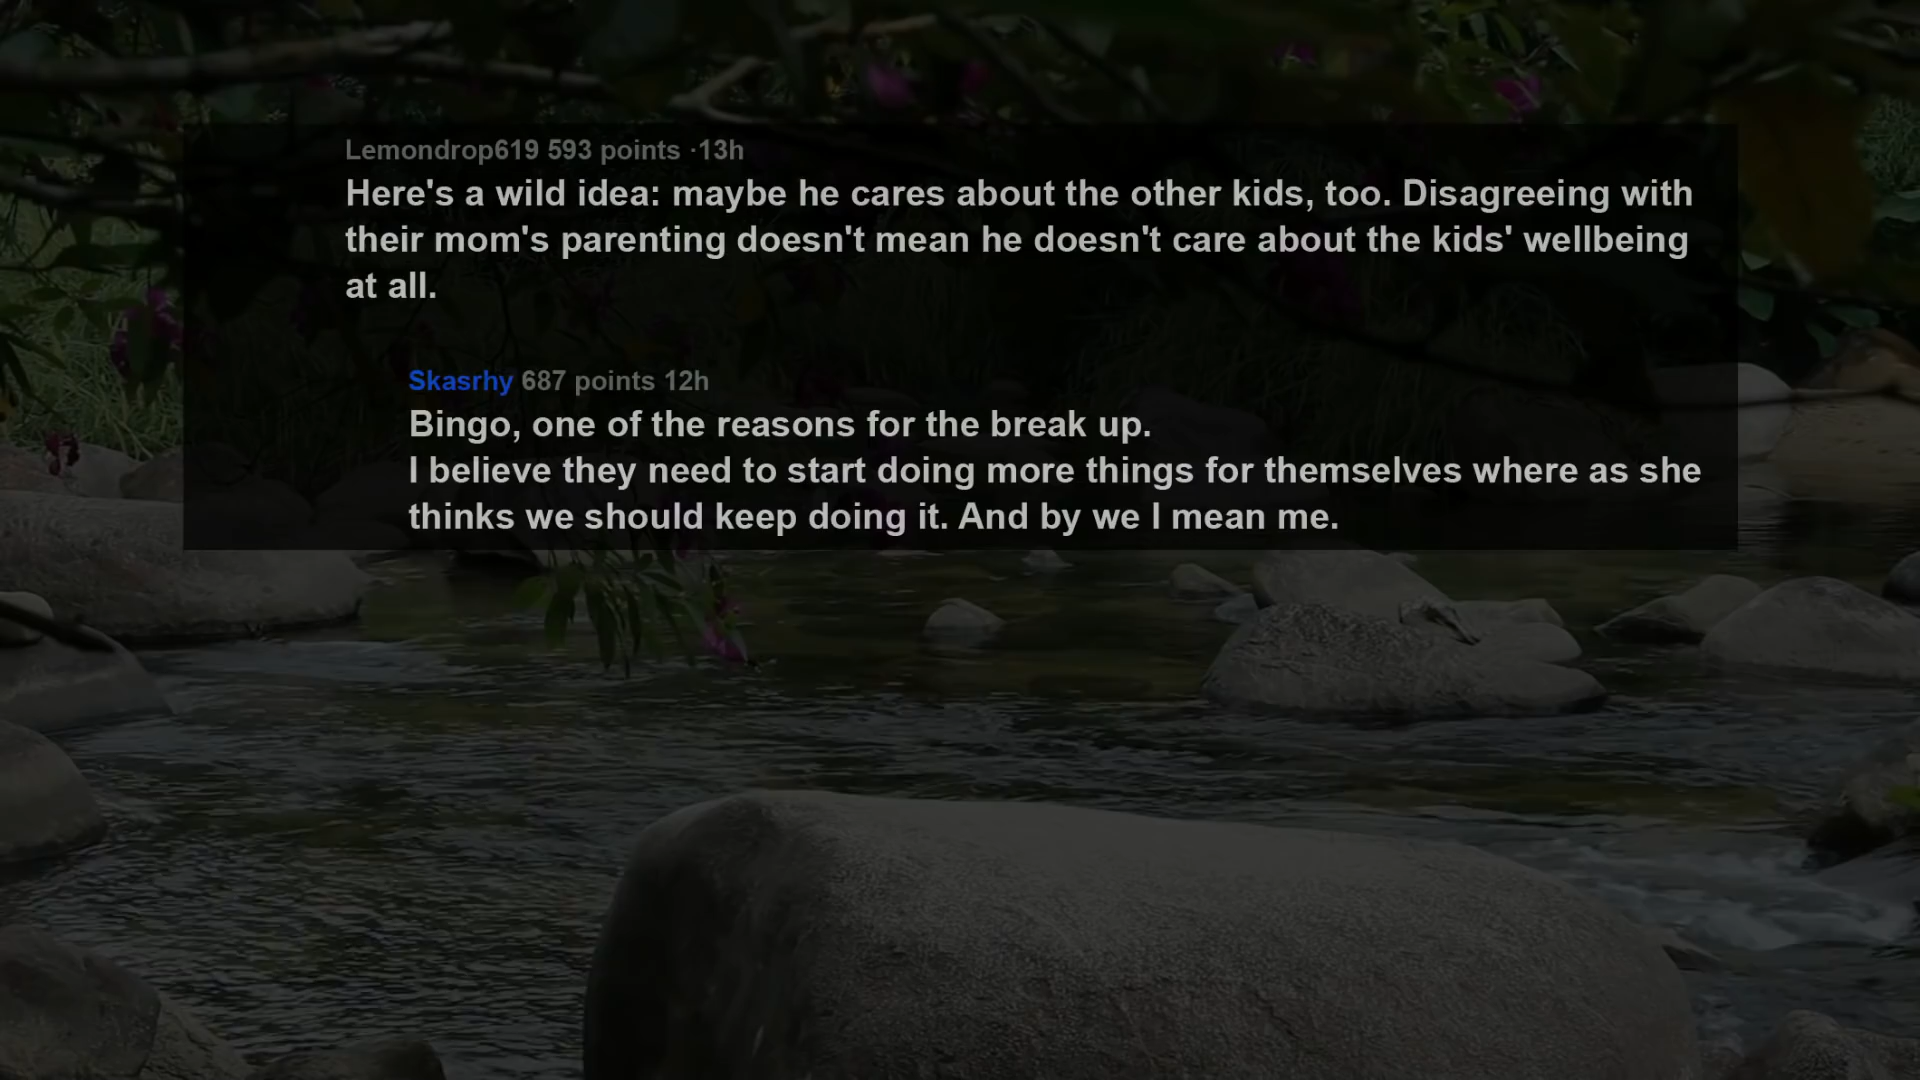 Lemondrop619 593 points ·13h
Here's a wild idea: maybe he cares about the other kids, too. Disagreeing with
their mom's parenting doesn't mean he doesn't care about the kids' wellbeing
at all.
Skasrhy 687 points 12h
Bingo, one of the reasons for the break up.
I believe they need to start doing more things for themselves where as she
thinks we should keep doing it. And by we I mean me.